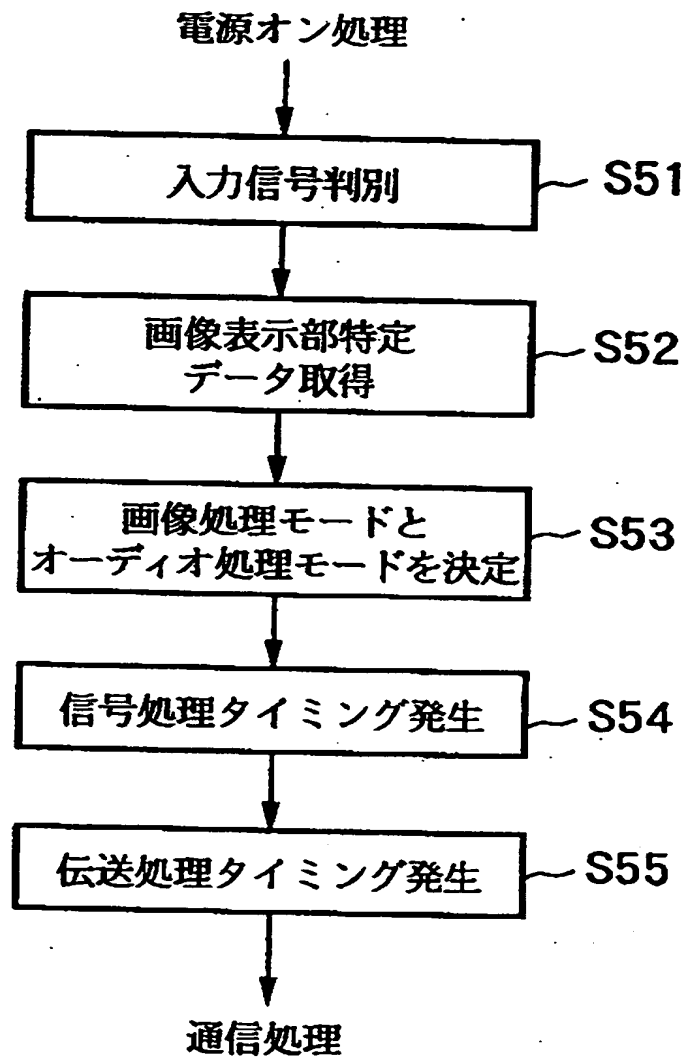 電源オン処理
入力信号判別
S51
画像表示部特定
データ取得
S52
画像処理モードと
オーディオ処理モードを決定
S53
信号処理タイミング発生
S54
伝送処理タイミング発生
S55
通信処理